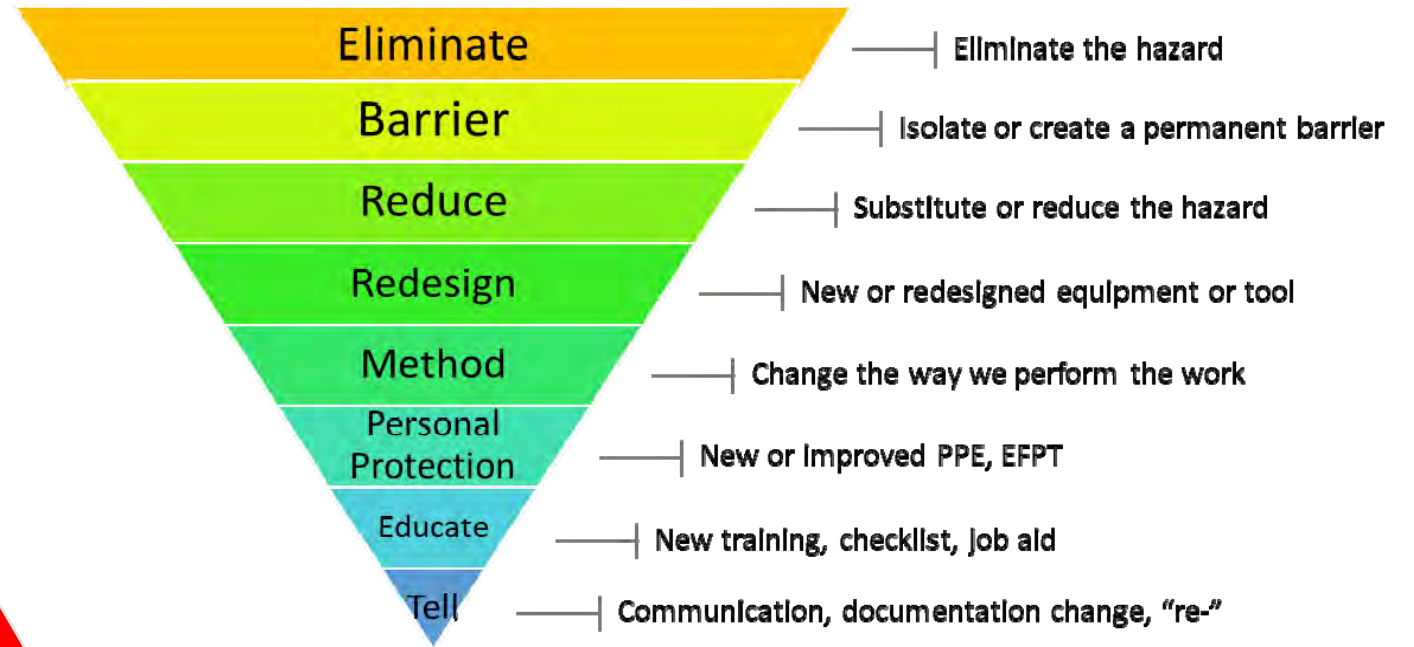 Eliminate
Eliminate the hazard
Barrier
Isolate or create a permanent barrier
Reduce
Substitute or reduce the hazard
Redesign
New or redesigned equipment or tool
Method
Change the way we perform the work
Personal
Protection
New or improved PPE, EFPT
Educate
New training, checklist, job aid
Tell
Communication, documentation change, “re-”